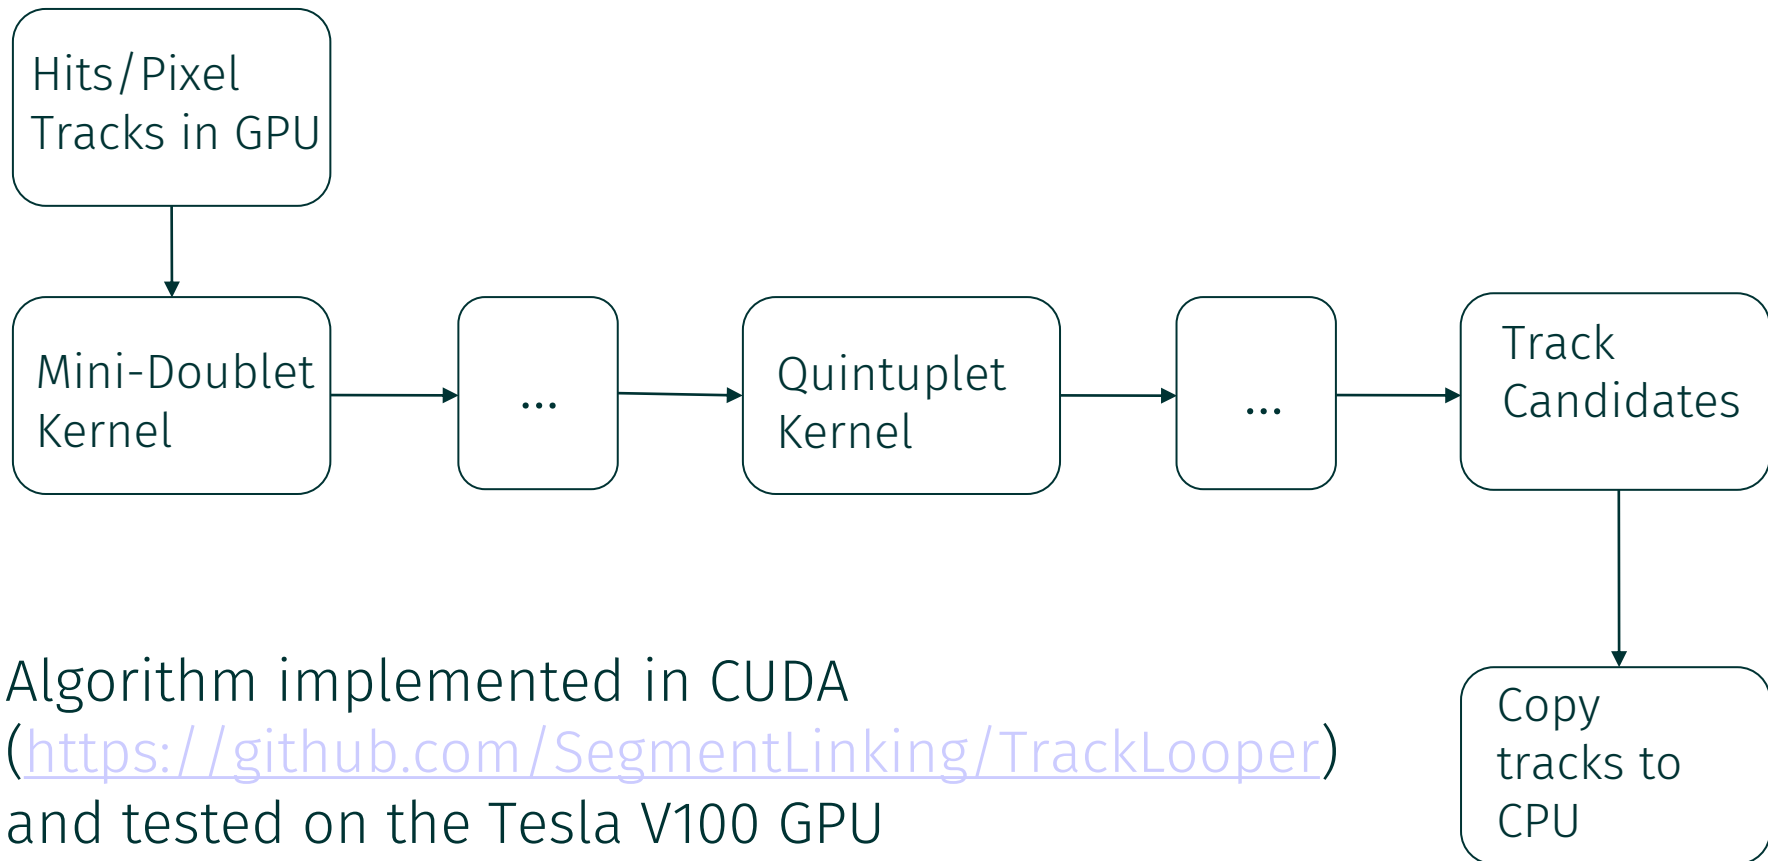 Hits/Pixel
Tracks in GPU
Mini-Doublet
Kernel
...
Quintuplet
Kernel
...
Track
Candidates
Copy
tracks to
CPU
Algorithm implemented in CUDA
(https://github.com/SegmentLinking/TrackLooper)
and tested on the Tesla V100 GPU